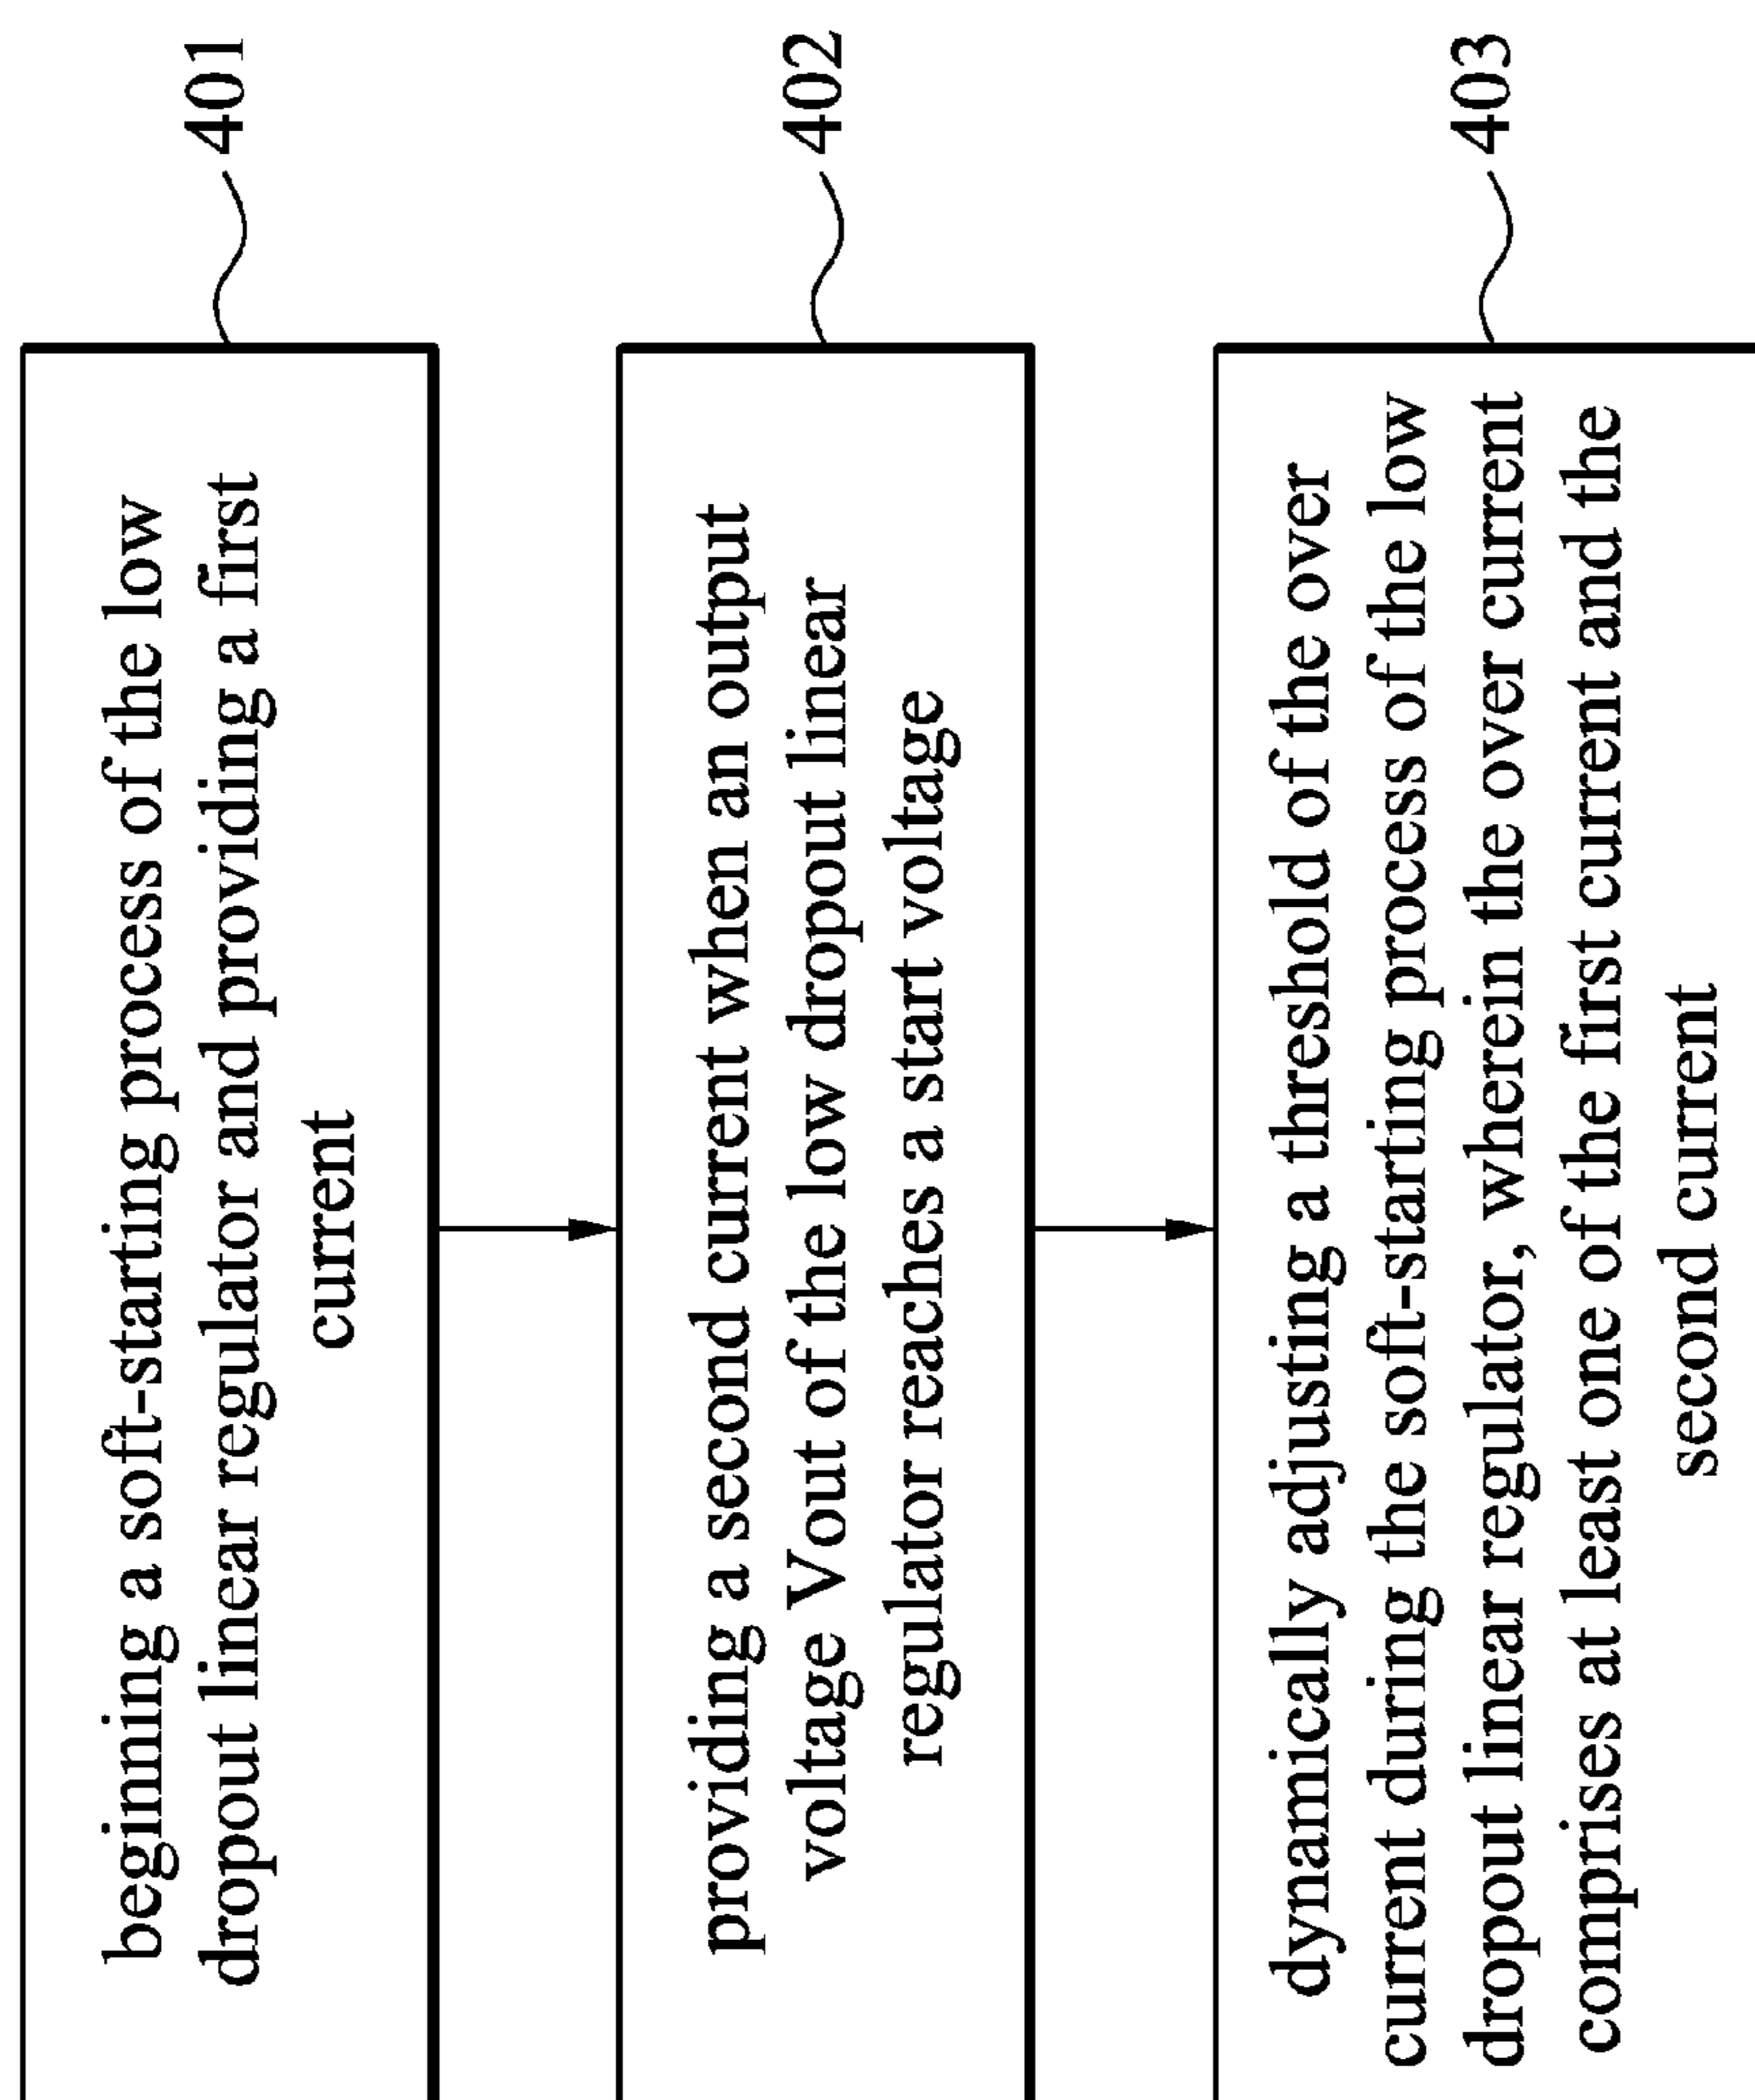 beginning a soft-starting process of the low
dropout linear regulator and providing a first
current
401
providing a second current when an output
voltage Vout of the low dropout linear
regulator reaches a start voltage
402
dynamically adjusting a threshold of the over
current during the soft-starting process of the low
dropout linear regulator, wherein the over current
comprises at least one of the first current and the
second current
403